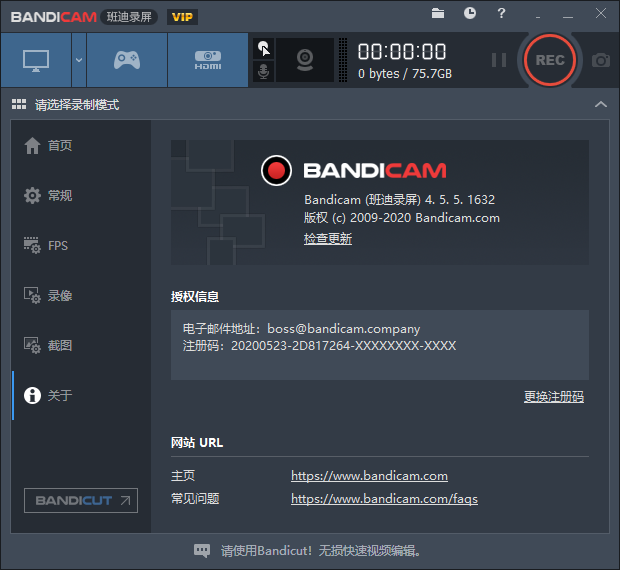 BANDICAM 班迪录屏 VIP
?
HDMI
00:00:00
0 bytes / 75.7GB
REC
请选择录制模式
首页
常规
FPS
录像
截图
关于
BANDICUT
BANDICAM
Bandicam (班迪录屏) 4. 5. 5. 1632
版权 (c) 2009-2020 Bandicam.com
检查更新
授权信息
电子邮件地址: boss@bandicam.company
注册码: 20200523-2D817264-XXXXXXXX-XXXX
更换注册码
网站 URL
主页 https://www.bandicam.com
常见问题 https://www.bandicam.com/faqs
请使用Bandicut! 无损快速视频编辑。